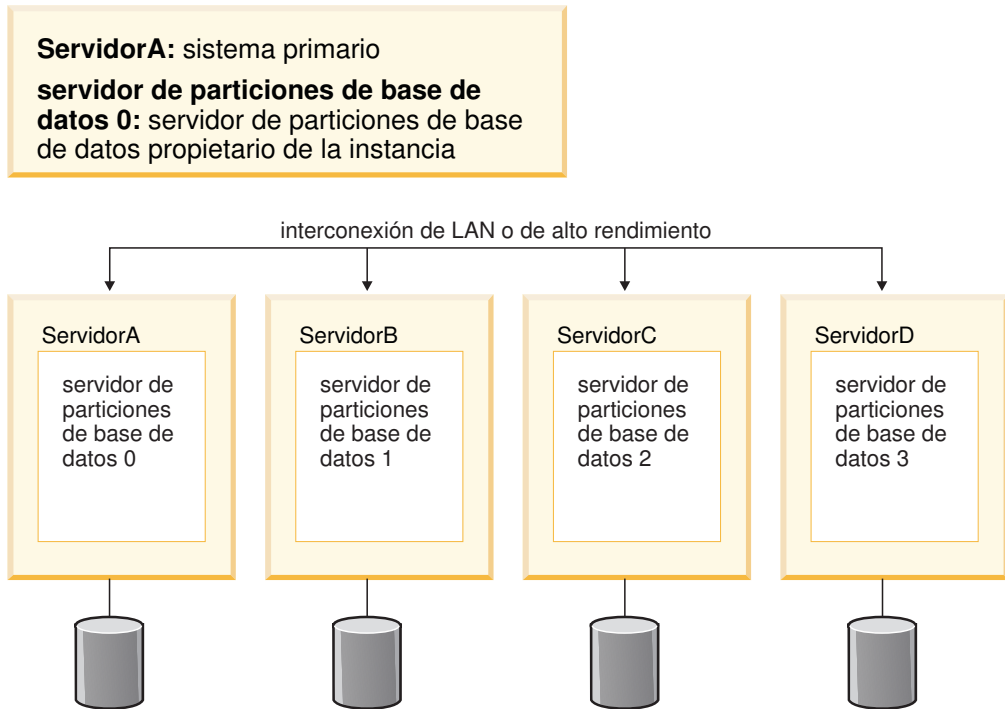 ServidorA: sistema primario
servidor de particiones de base de
datos 0: servidor de particiones de base
de datos propietario de la instancia
interconexión de LAN o de alto rendimiento
ServidorA
servidor de
particiones
de base de
datos 0
ServidorB
servidor de
particiones
de base de
datos 1
ServidorC
servidor de
particiones
de base de
datos 2
ServidorD
servidor de
particiones
de base de
datos 3